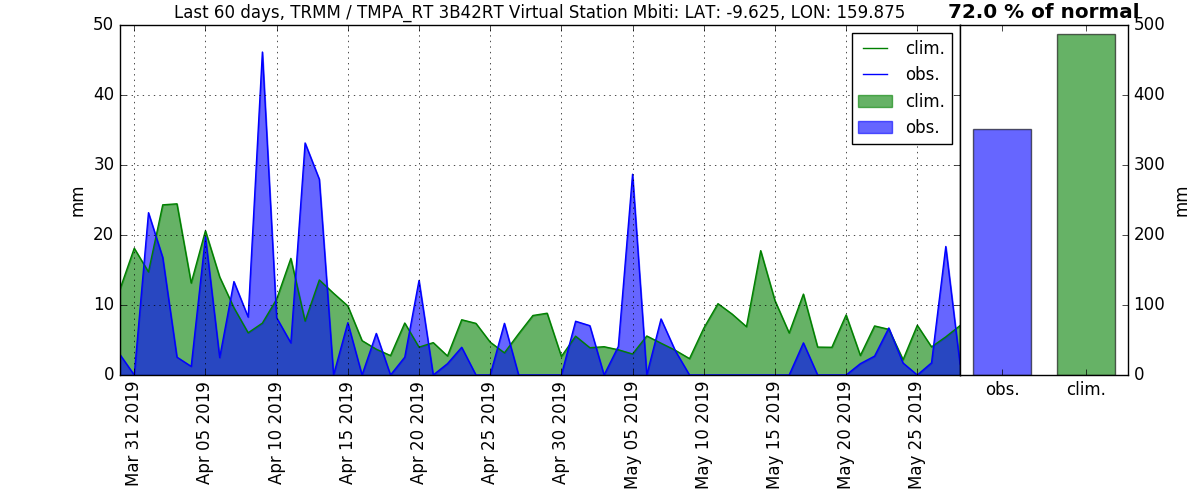 Last 60 days, TRMM / TMPA_RT 3B42RT Virtual Station Mbiti: LAT: -9.625, LON: 159.875
72.0 % of normal
50
40
30
20
10
0
mm
clim.
obs.
clim.
obs.
500
400
300
200
100
0
mm
Mar 31 2019
Apr 05 2019
Apr 10 2019
Apr 15 2019
Apr 20 2019
Apr 25 2019
Apr 30 2019
May 05 2019
May 10 2019
May 15 2019
May 20 2019
May 25 2019
obs.
clim.